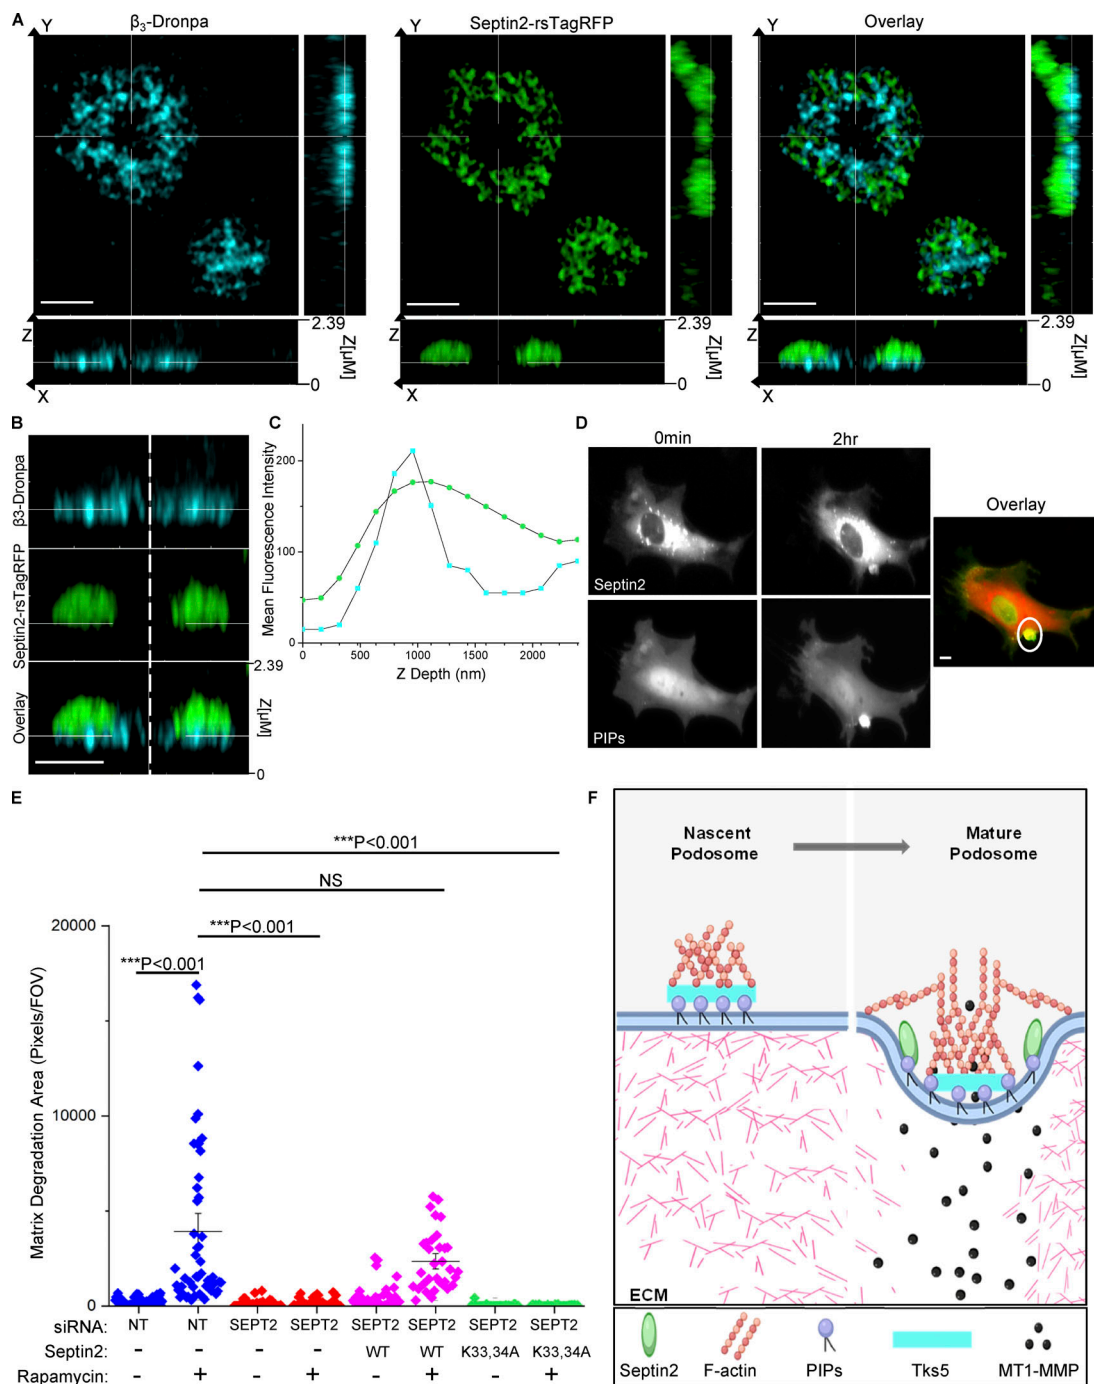 A
Y
β3-Dronpa
Y
Septin2-rsTagRFP
Y
Overlay
Z
X
2.39
Z[µM]
0
Z
X
2.39
Z[µM]
0
Z
X
2.39
Z[µM]
0
B
β3-Dronpa
Septin2-rsTagRFP
Overlay
2.39
Z[µM]
0
C
Mean Fluorescence Intensity
200
100
0
0
500
1000
1500
2000
Z Depth (nm)
D
0min
2hr
Overlay
Septin2
PIPs
E
***P<0.001
NS
***P<0.001
***P<0.001
Matrix Degradation Area (Pixels/FOV)
20000
10000
0
siRNA: NT NT SEPT2 SEPT2 SEPT2 SEPT2 SEPT2 SEPT2
Septin2: - - - - WT WT K33,34A K33,34A
Rapamycin: - + - + - + - +
F
Nascent
Podosome
Mature
Podosome
ECM
Septin2
F-actin
PIPs
Tks5
MT1-MMP